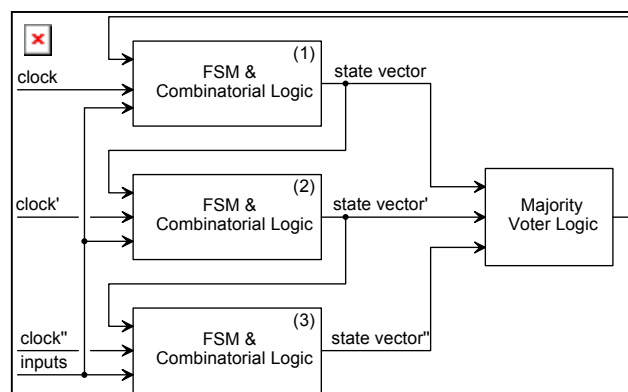 (1)
FSM &
Combinatorial Logic
clock
state vector
(2)
FSM &
Combinatorial Logic
clock'
state vector'
Majority
Voter Logic
(3)
FSM &
Combinatorial Logic
clock"
state vector"
inputs